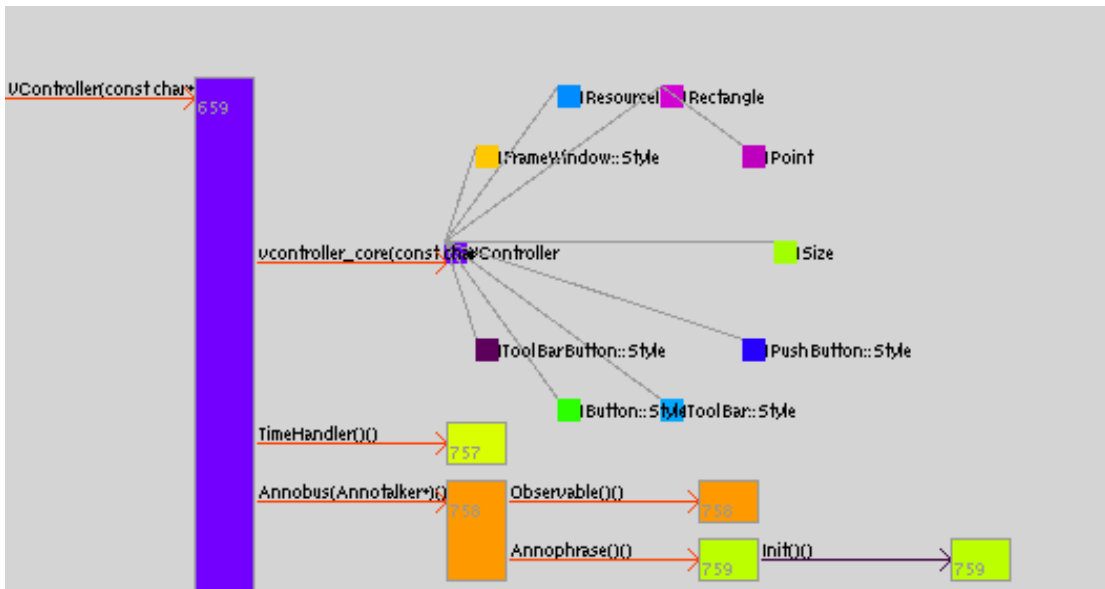 VController(const char*
659
IResourceI
IRectangle
IFrameWindow::Style
IPoint
vcontroller_core(const char*
VController
ISize
IToolBarButton::Style
IPushButton::Style
IButton::Style
IToolBar::Style
TimeHandler()()
757
Annobus(Annotalker*)()
758
Observable()()
758
Annophrase()()
759
Init()()
759